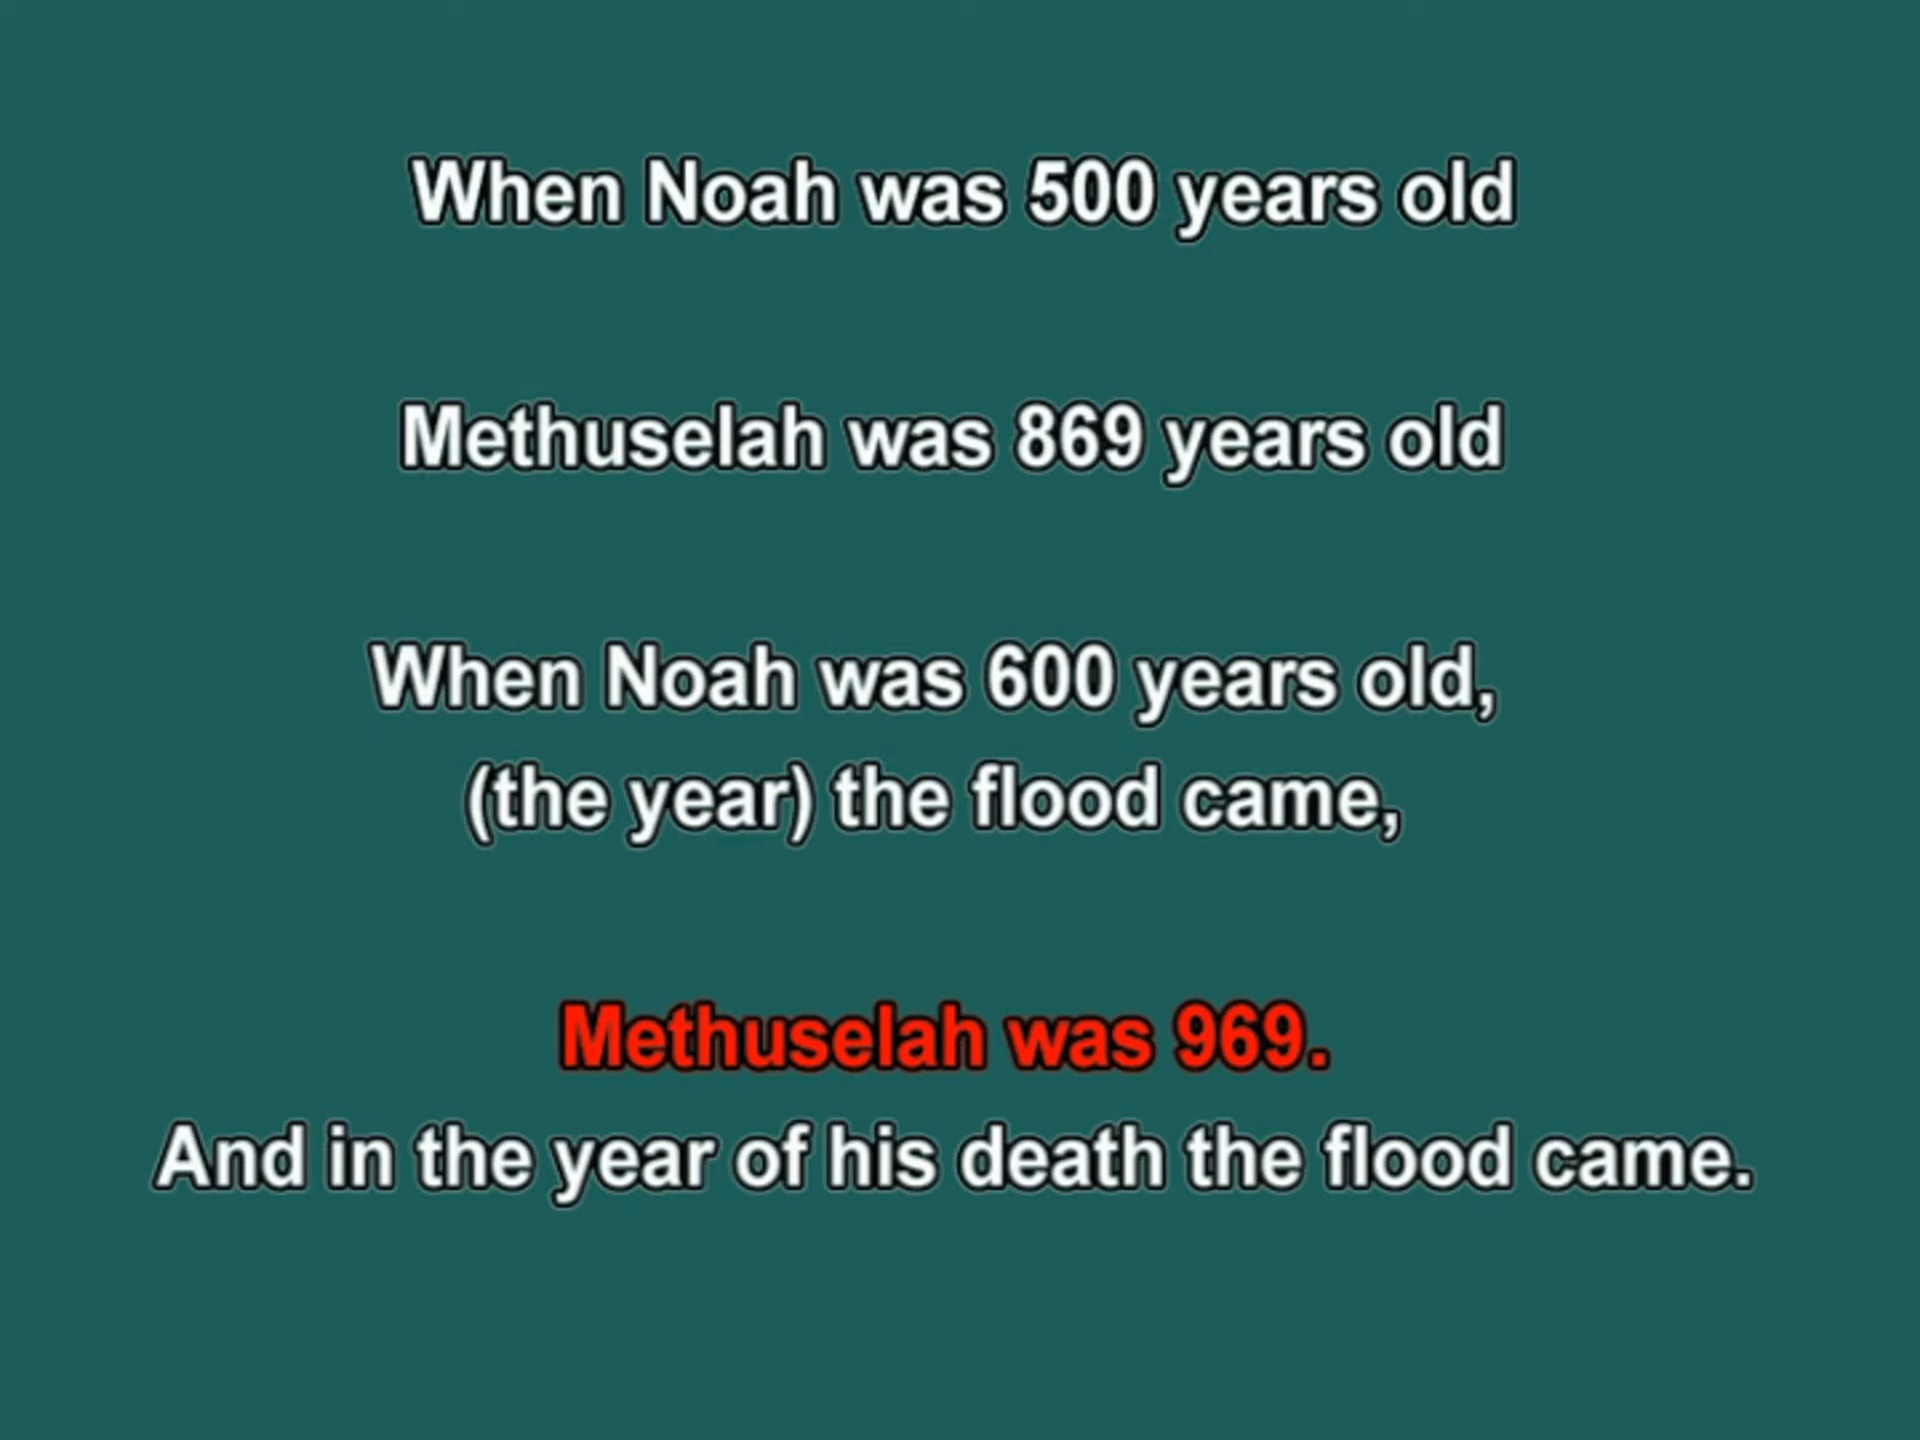 When Noah was 500 years old
Methuselah was 869 years old
When Noah was 600 years old,
(the year) the flood came,
Methuselah was 969.
And in the year of his death the flood came.